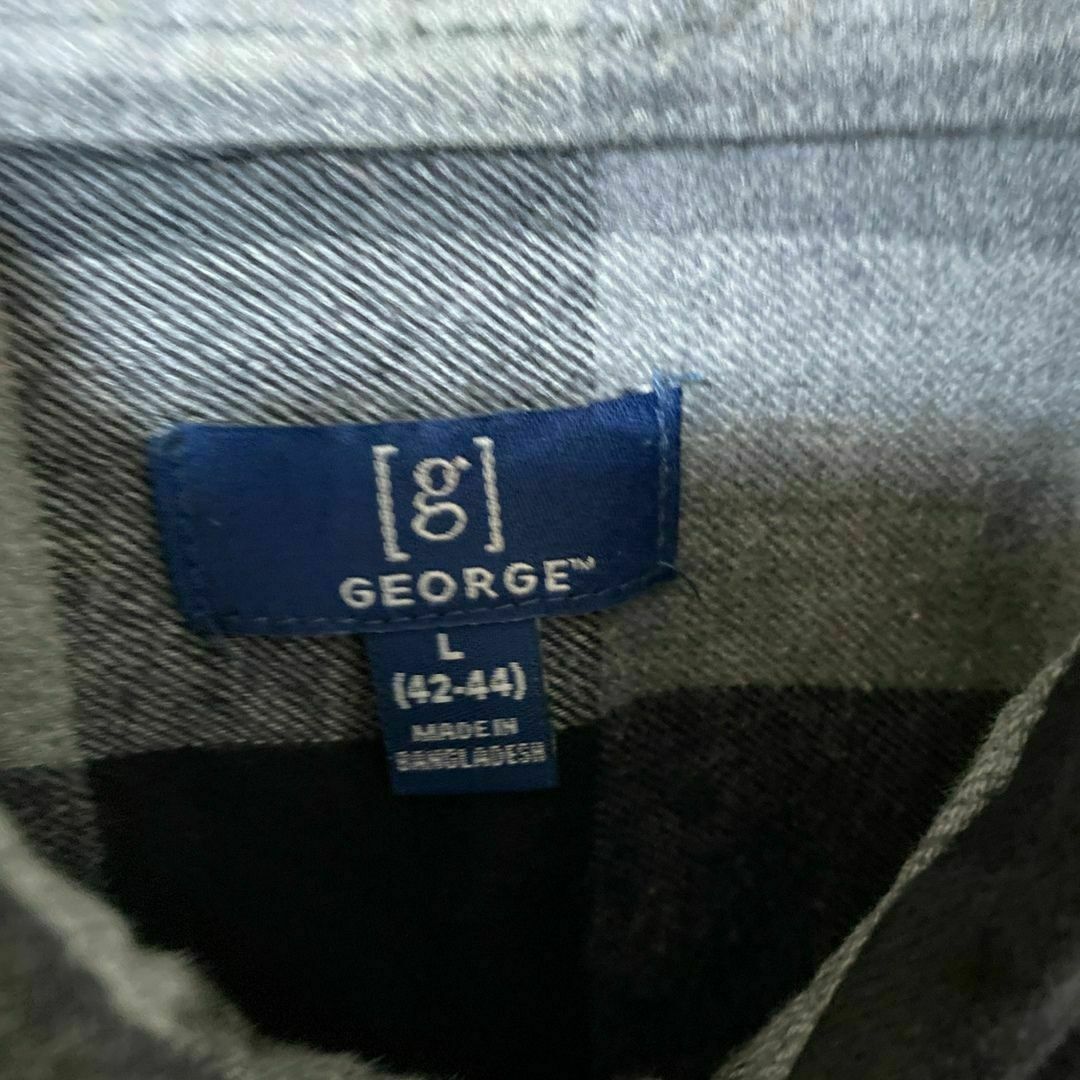 [g]
GEORGE™
L
(42-44)
MADE IN
BANGLADESH